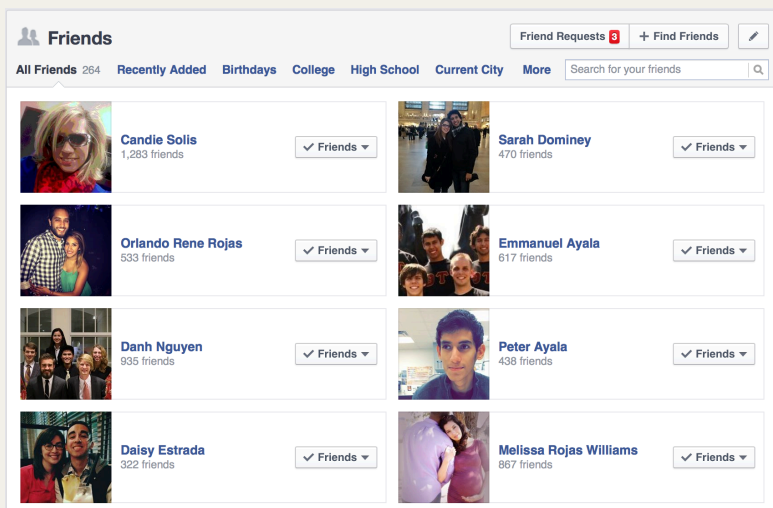 Friends
Friend Requests 3
+ Find Friends
All Friends 264 Recently Added Birthdays College High School Current City More
Search for your friends
Candie Solis
1,283 friends
Friends
Sarah Dominey
470 friends
Friends
Orlando Rene Rojas
533 friends
Friends
Emmanuel Ayala
617 friends
Friends
Danh Nguyen
935 friends
Friends
Peter Ayala
438 friends
Friends
Daisy Estrada
322 friends
Friends
Melissa Rojas Williams
867 friends
Friends